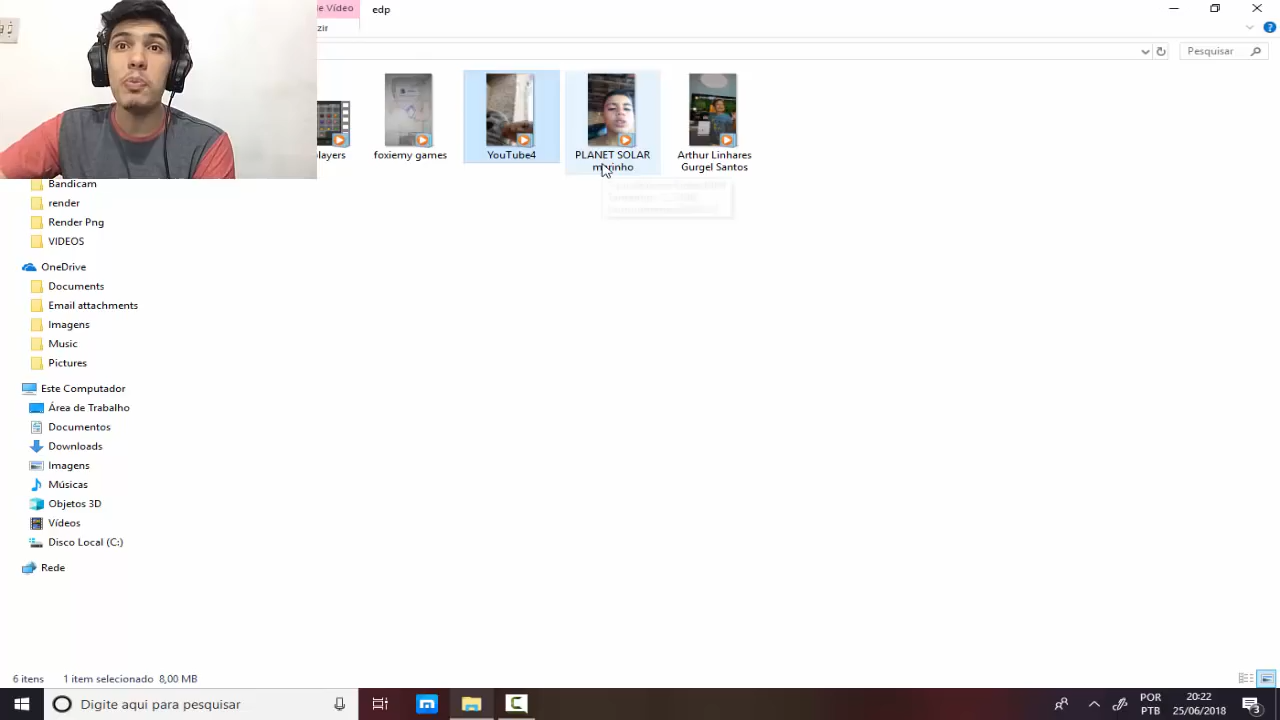 e Vídeo
edp
zir
Pesquisar
layers
foxiemy games
YouTube4
PLANET SOLAR
Arthur Linhares
Gurgel Santos
Bandicam
render
Render Png
VIDEOS
OneDrive
Documents
Email attachments
Imagens
Music
Pictures
Este Computador
Área de Trabalho
Documentos
Downloads
Imagens
Músicas
Objetos 3D
Vídeos
Disco Local (C:)
Rede
6 itens 1 item selecionado 8,00 MB
Digite aqui para pesquisar
POR
PTB
20:22
25/06/2018
3